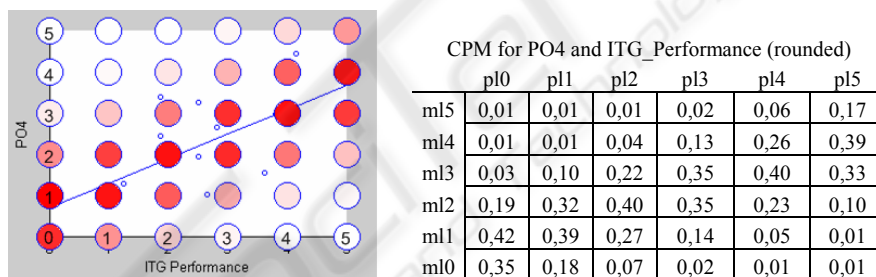 5
4
3
2
1
0 1 2 3 4 5
PO4
ITG Performance
CPM for PO4 and ITG_Performance (rounded)
pl0 pl1 pl2 pl3 pl4 pl5
ml5 0,01 0,01 0,01 0,02 0,06 0,17
ml4 0,01 0,01 0,04 0,13 0,26 0,39
ml3 0,03 0,10 0,22 0,35 0,40 0,33
ml2 0,19 0,32 0,40 0,35 0,23 0,10
ml1 0,42 0,39 0,27 0,14 0,05 0,01
ml0 0,35 0,18 0,07 0,02 0,01 0,01